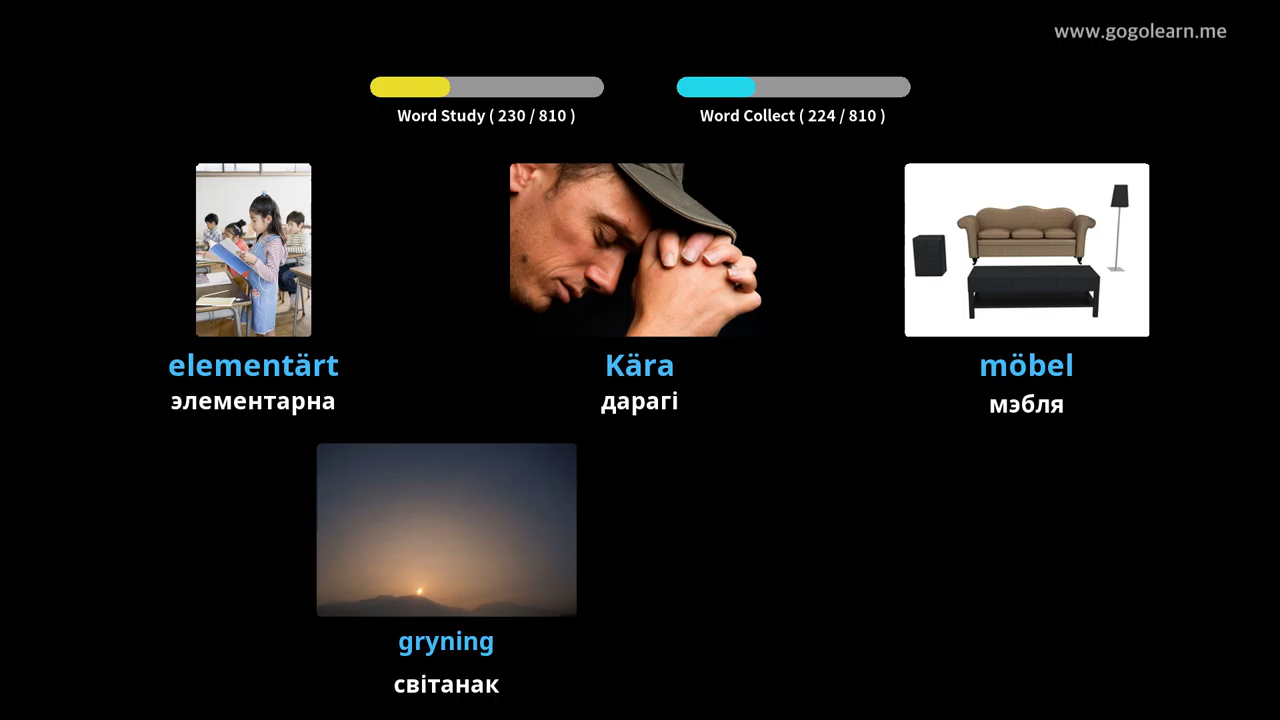 www.gogolearn.me
Word Study ( 230 / 810 )
Word Collect ( 224 / 810 )
elementärt
элементарна
Kära
дарагі
möbel
мэбля
gryning
світанак